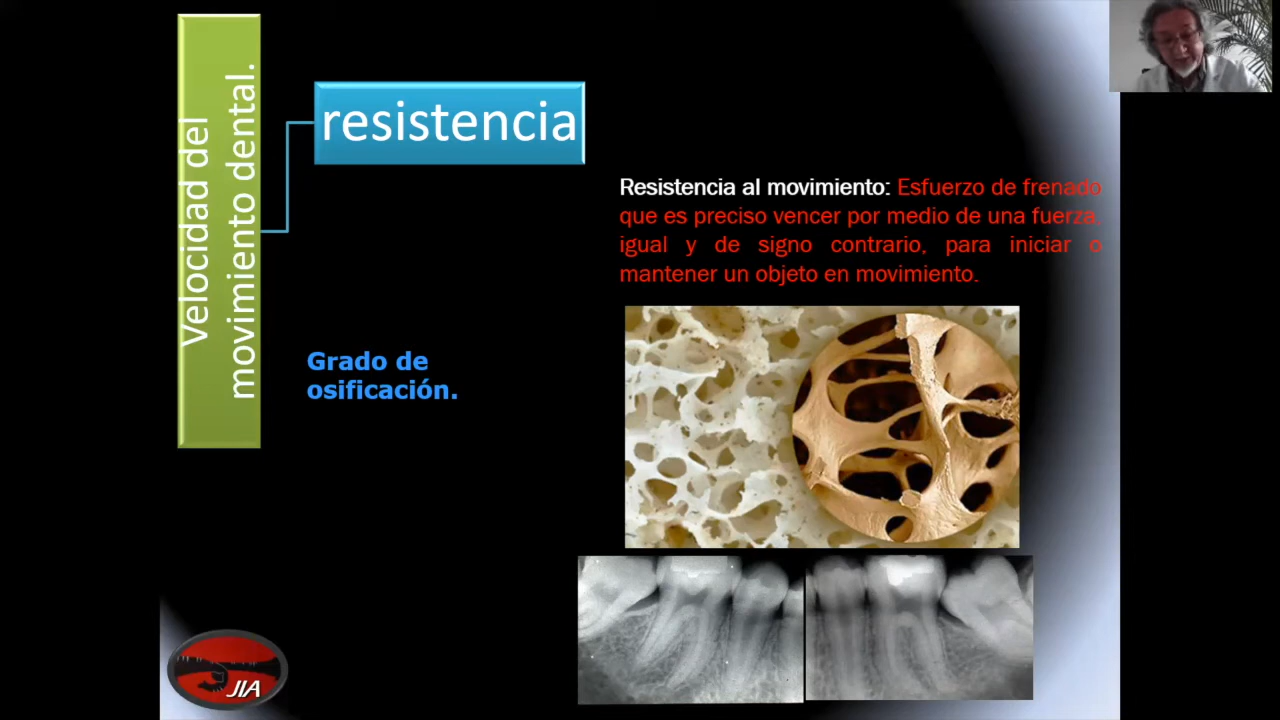 Velocidad del
movimiento dental.
resistencia
Resistencia al movimiento: Esfuerzo de frenado
que es preciso vencer por medio de una fuerza,
igual y de signo contrario, para iniciar o
mantener un objeto en movimiento.
Grado de
osificación.
JIA